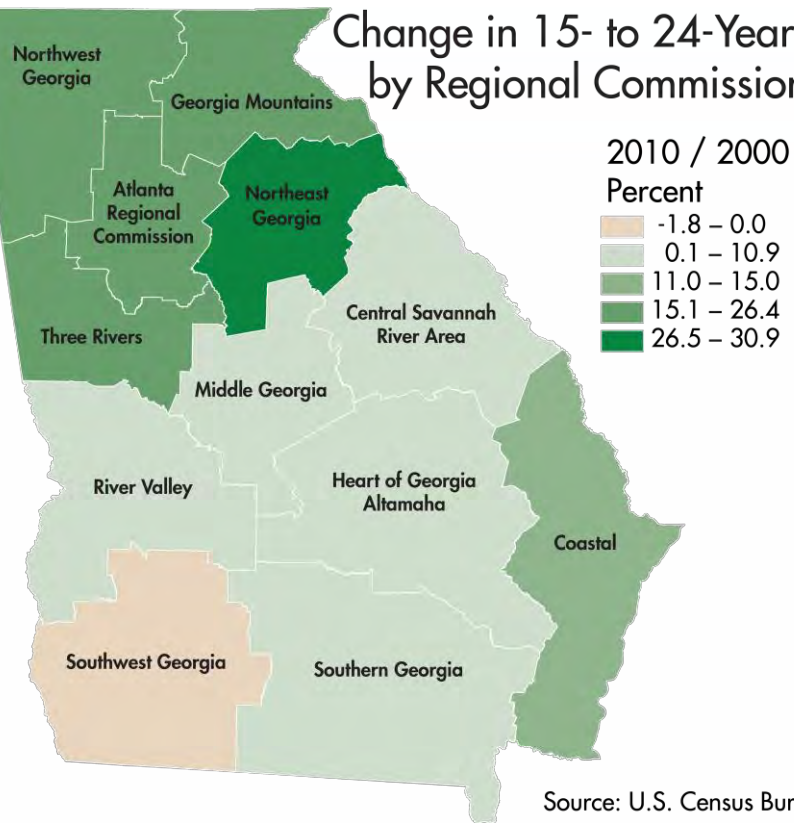 Change in 15- to 24-Year
by Regional Commission
2010 / 2000
Percent
-1.8 – 0.0
0.1 – 10.9
11.0 – 15.0
15.1 – 26.4
26.5 – 30.9
Northwest
Georgia
Georgia Mountains
Atlanta
Regional
Commission
Northeast
Georgia
Three Rivers
Central Savannah
River Area
Middle Georgia
River Valley
Heart of Georgia
Altamaha
Coastal
Southwest Georgia
Southern Georgia
Source: U.S. Census Bur